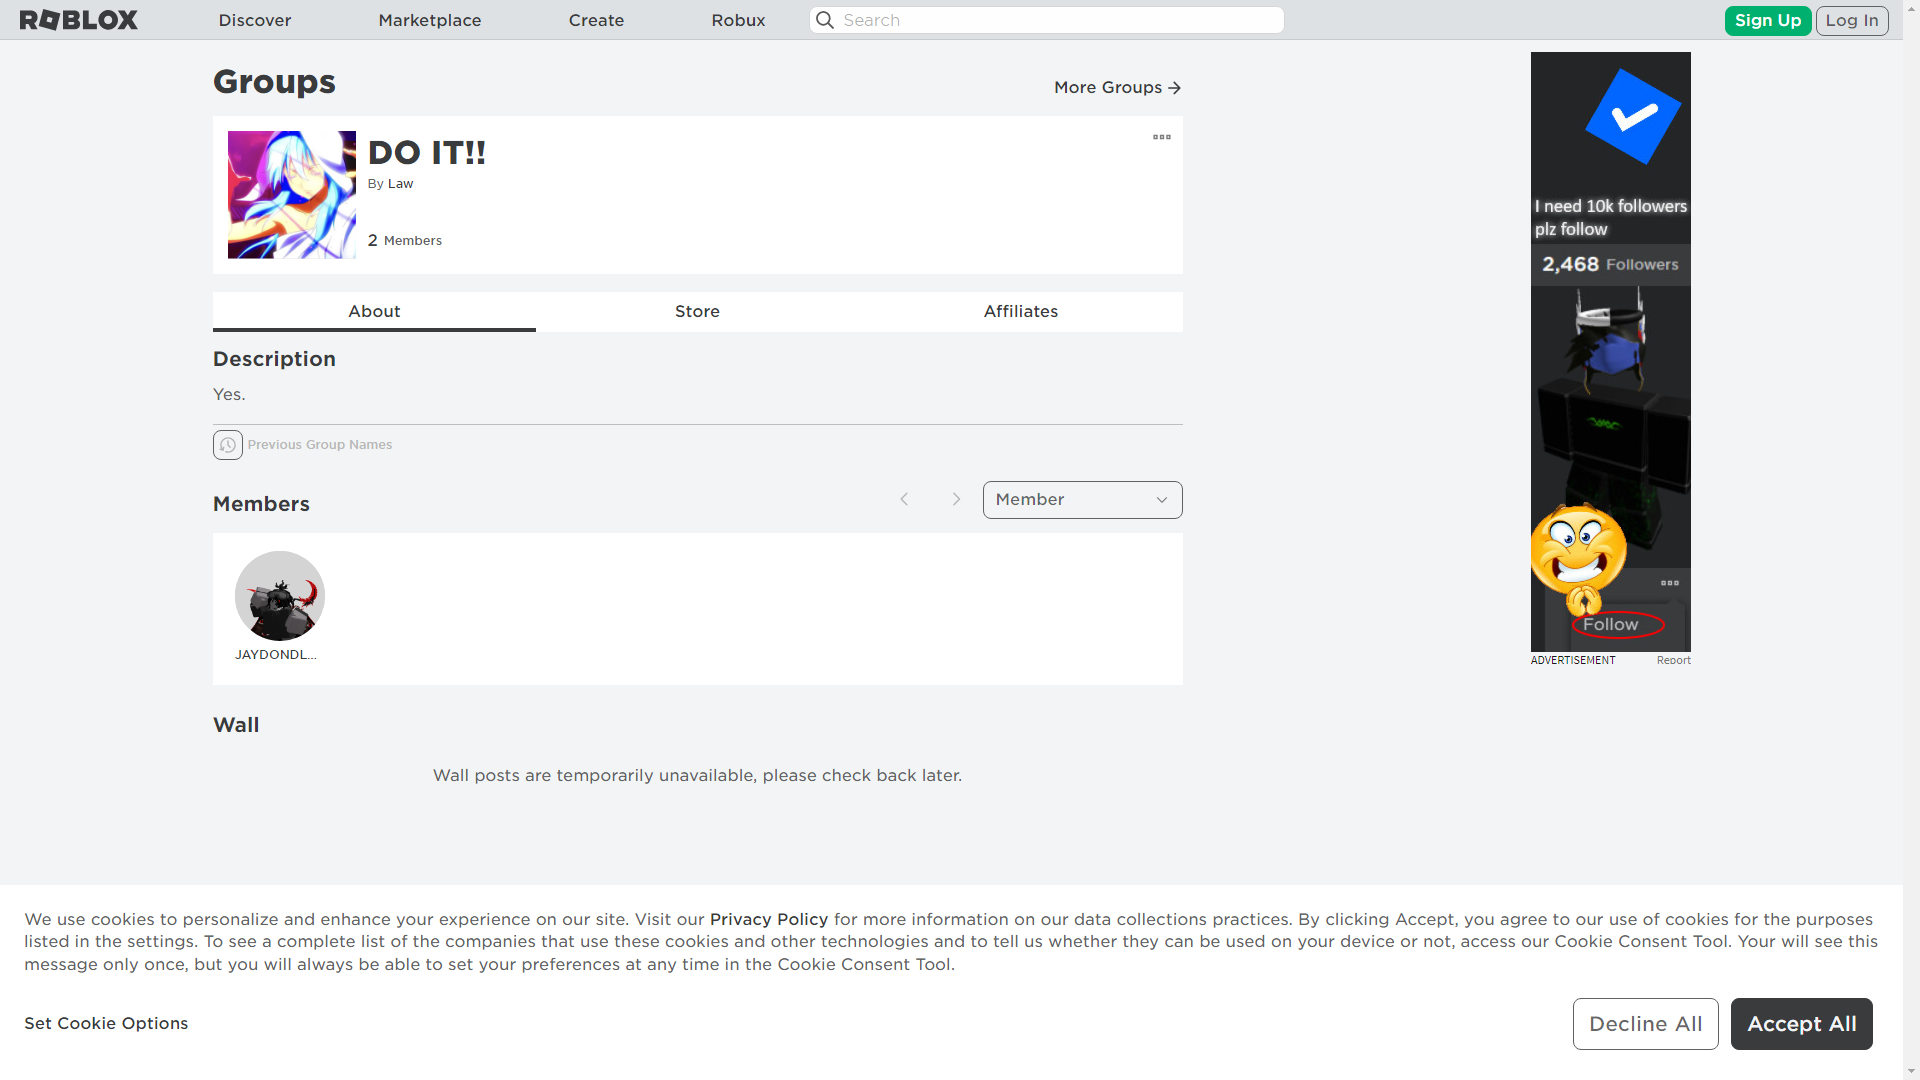 ROBLOX
Discover
Marketplace
Create
Robux
Search
Sign Up
Log In
Groups
More Groups
DO IT!!
By Law
2 Members
About
Store
Affiliates
Description
Yes.
Previous Group Names
Members
Member
JAYDONDL...
Wall
Wall posts are temporarily unavailable, please check back later.
I need 10k followers
plz follow
2,468 Followers
Follow
ADVERTISEMENT
Report
We use cookies to personalize and enhance your experience on our site. Visit our Privacy Policy for more information on our data collections practices. By clicking Accept, you agree to our use of cookies for the purposes
listed in the settings. To see a complete list of the companies that use these cookies and other technologies and to tell us whether they can be used on your device or not, access our Cookie Consent Tool. Your will see this
message only once, but you will always be able to set your preferences at any time in the Cookie Consent Tool.
Set Cookie Options
Decline All
Accept All